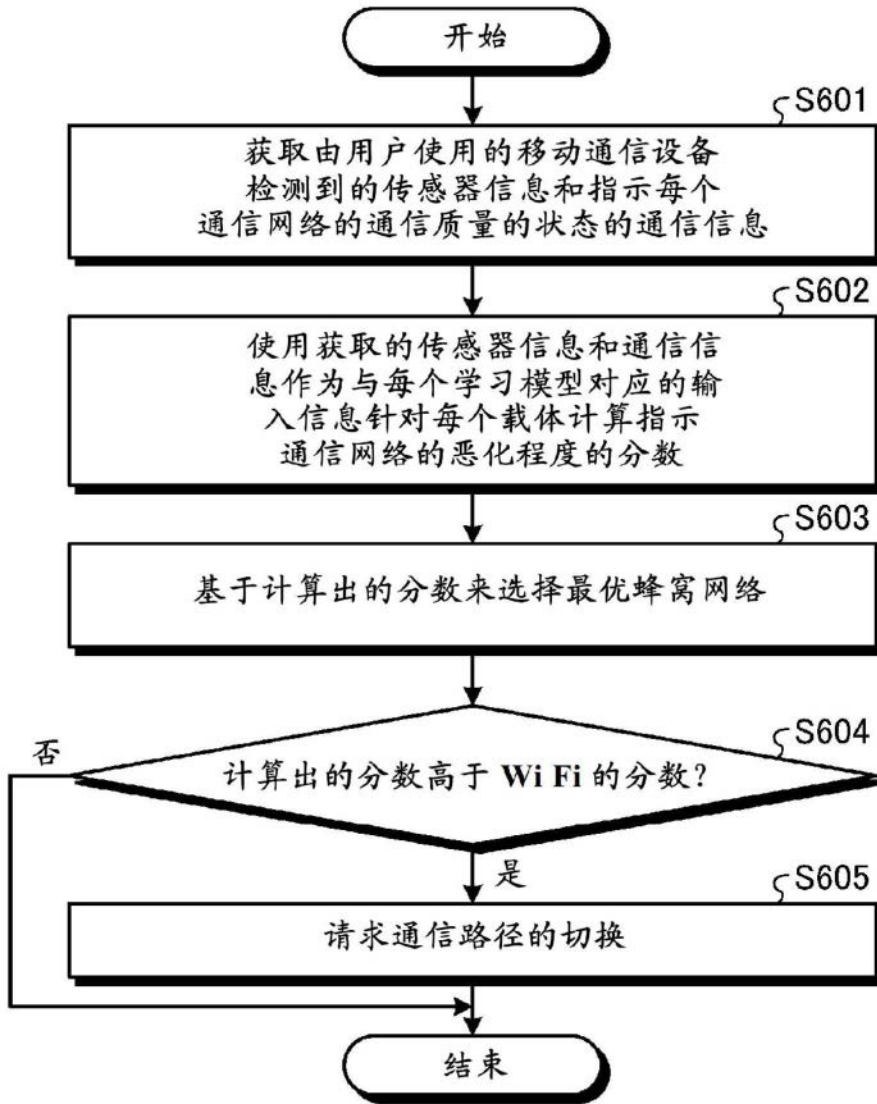 开始
S601
获取由用户使用的移动通信设备
检测到的传感器信息和指示每个
通信网络的通信质量的状态的通信信息
S602
使用获取的传感器信息和通信信
息作为与每个学习模型对应的输
入信息针对每个载体计算指示
通信网络的恶化程度的分数
S603
基于计算出的分数来选择最优蜂窝网络
S604
否
计算出的分数高于 Wi Fi 的分数?
是
S605
请求通信路径的切换
结束